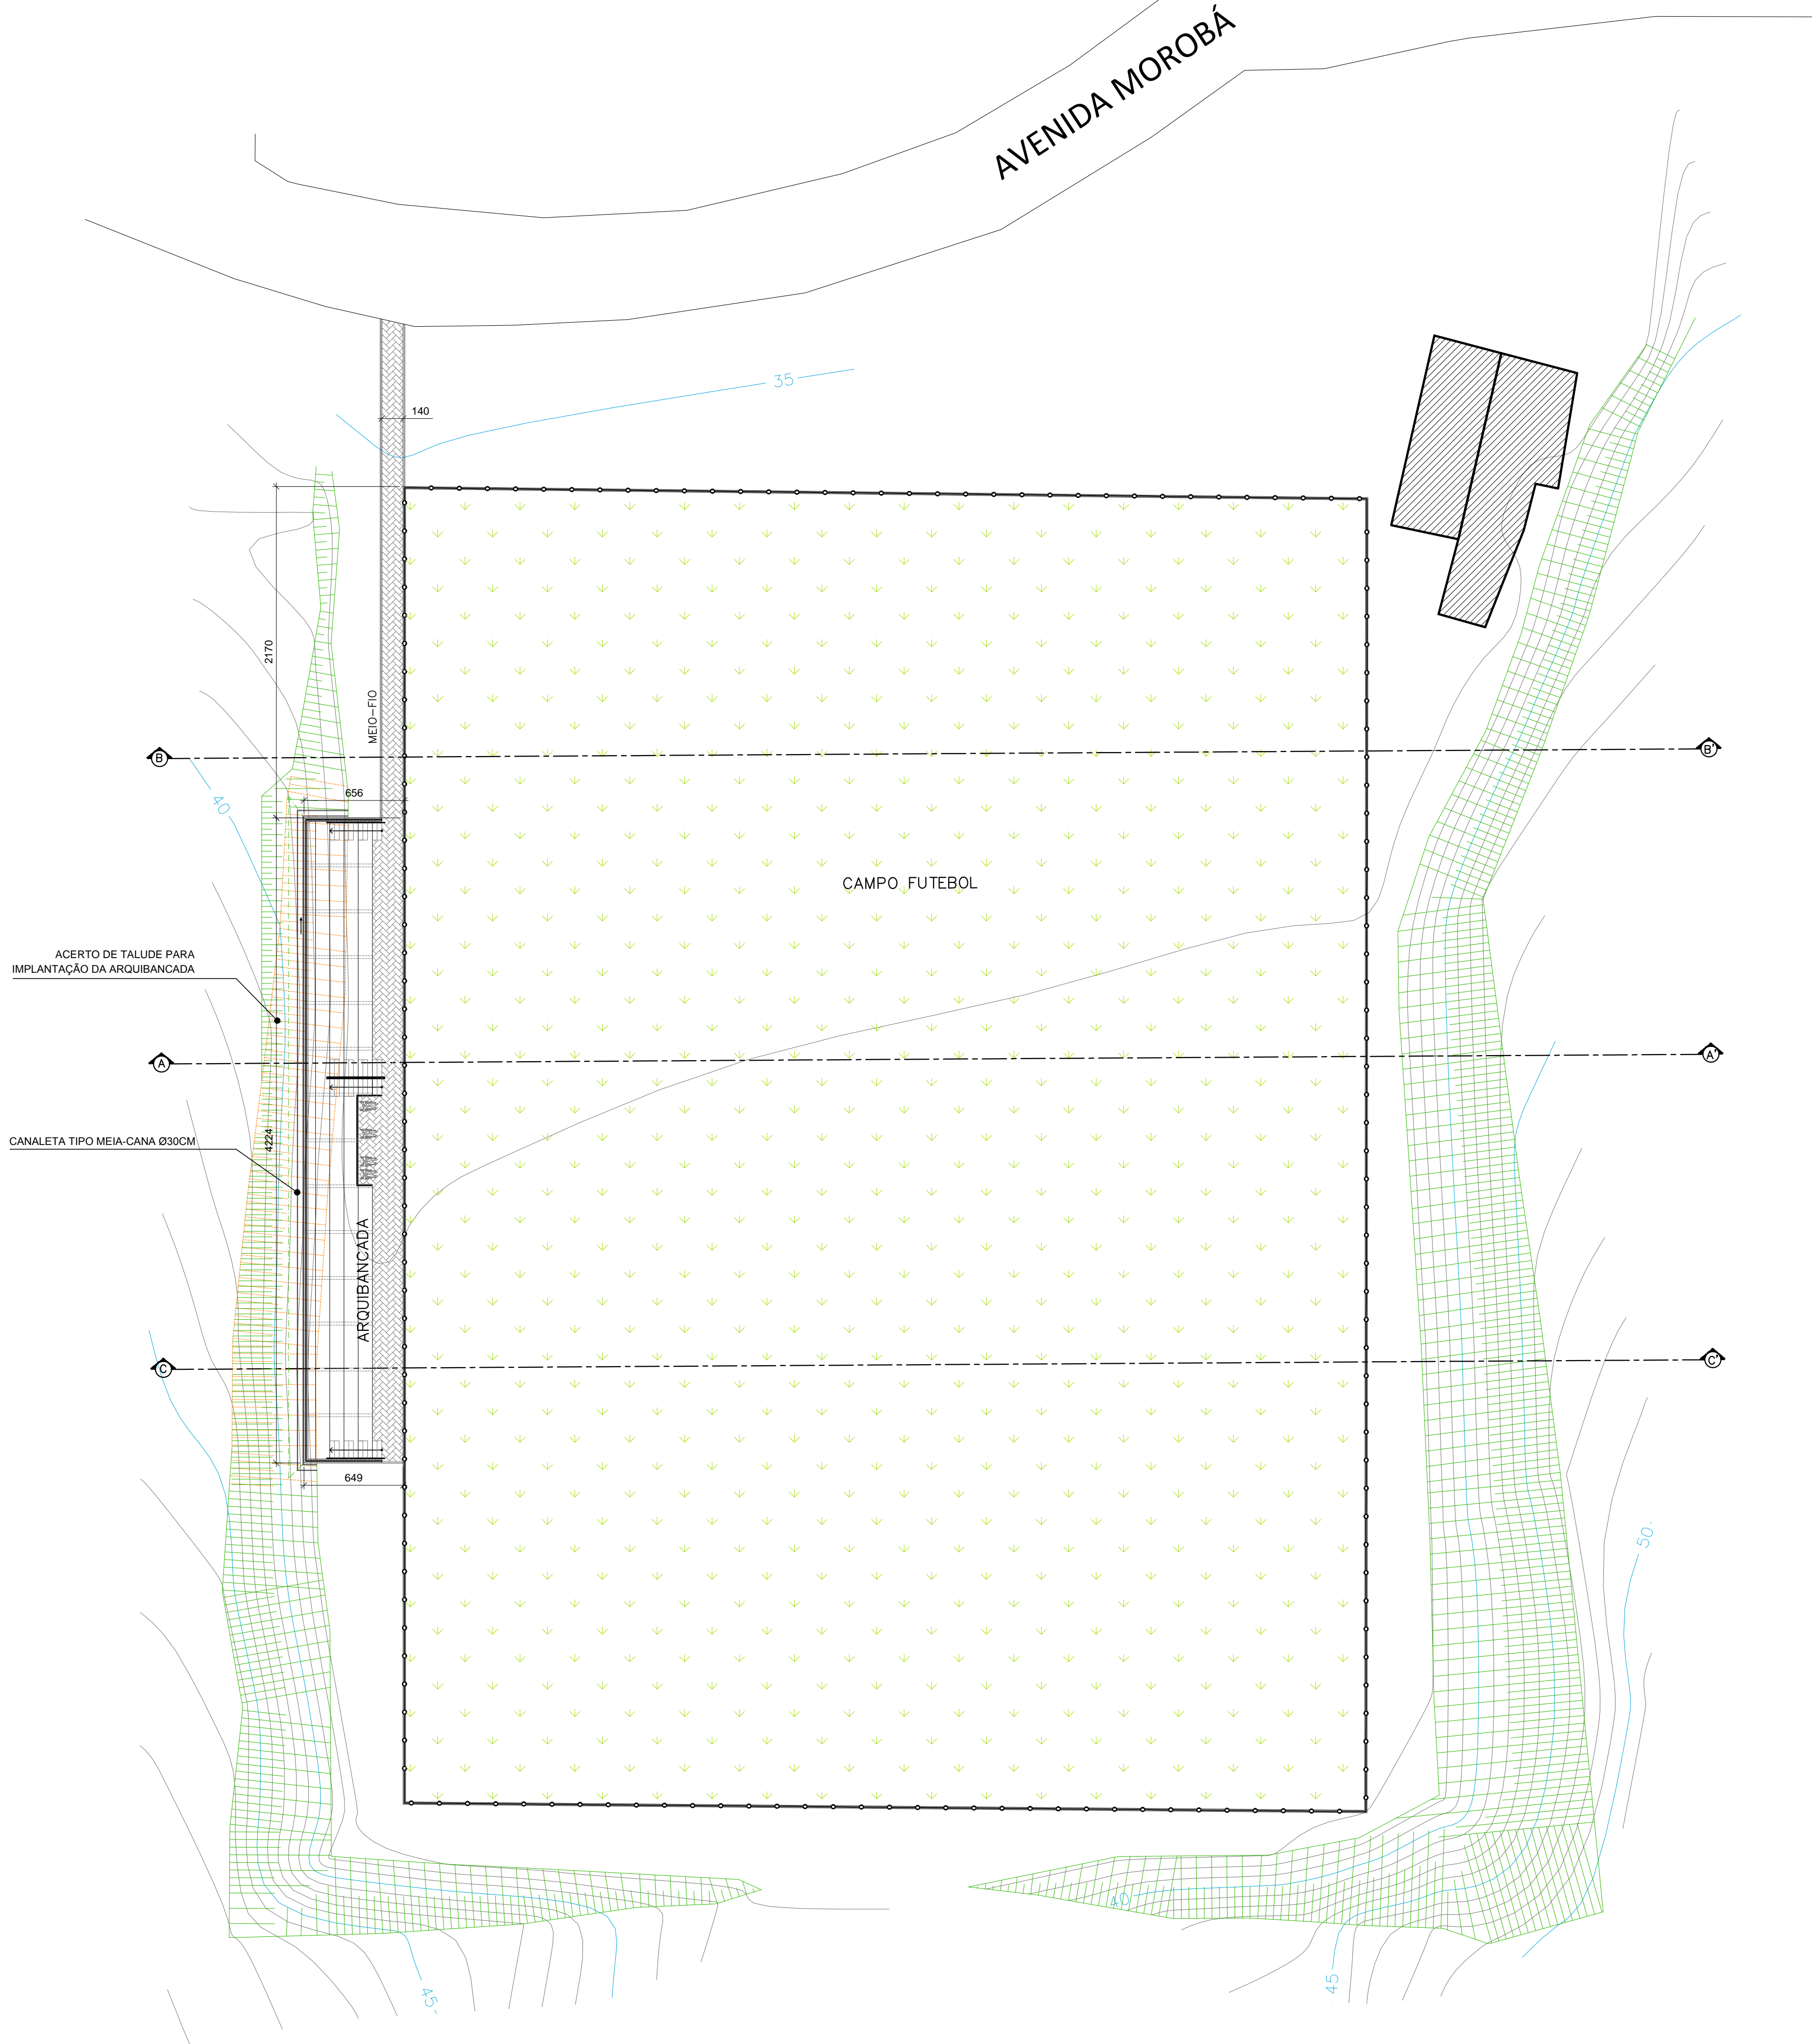 AVENIDA MOROBÁ
35
140
2170
MEIO-FIO
B
B'
656
40
CAMPO FUTEBOL
ACERTO DE TALUDE PARA
IMPLANTAÇÃO DA ARQUIBANCADA
A
A'
4224
CANALETA TIPO MEIA-CANA Ø30CM
ARQUIBANCADA
C
C'
649
50
40
45
45